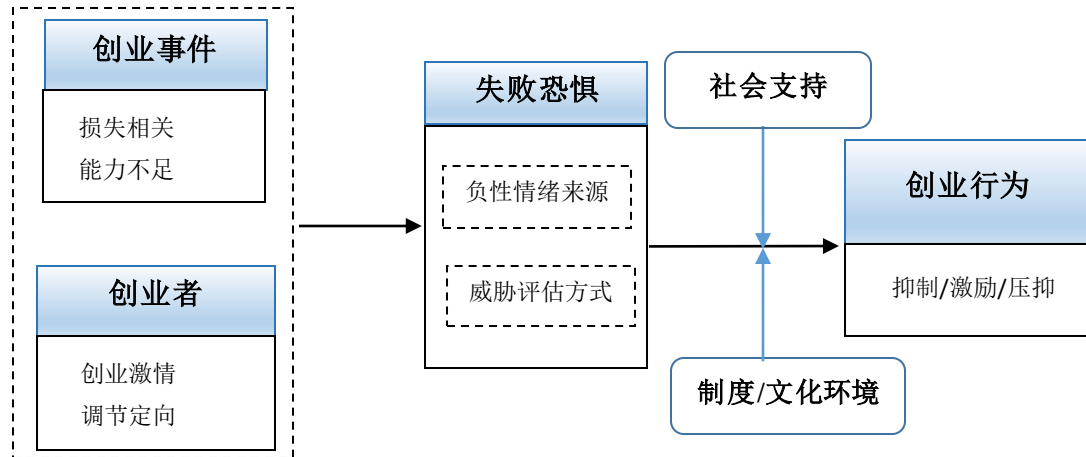 创业事件
损失相关
能力不足
创业者
创业激情
调节定向
失败恐惧
负性情绪来源
威胁评估方式
社会支持
制度/文化环境
创业行为
抑制/激励/压抑